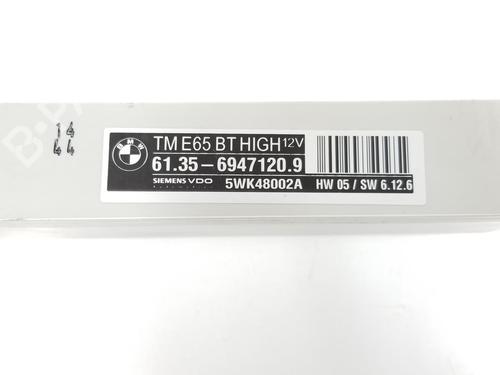 14
44
BMW
TM E65 BT HIGH 12V
61.35-6947120.9
SIEMENS VDO
5WK48002A
HW 05 / SW 6.12.6